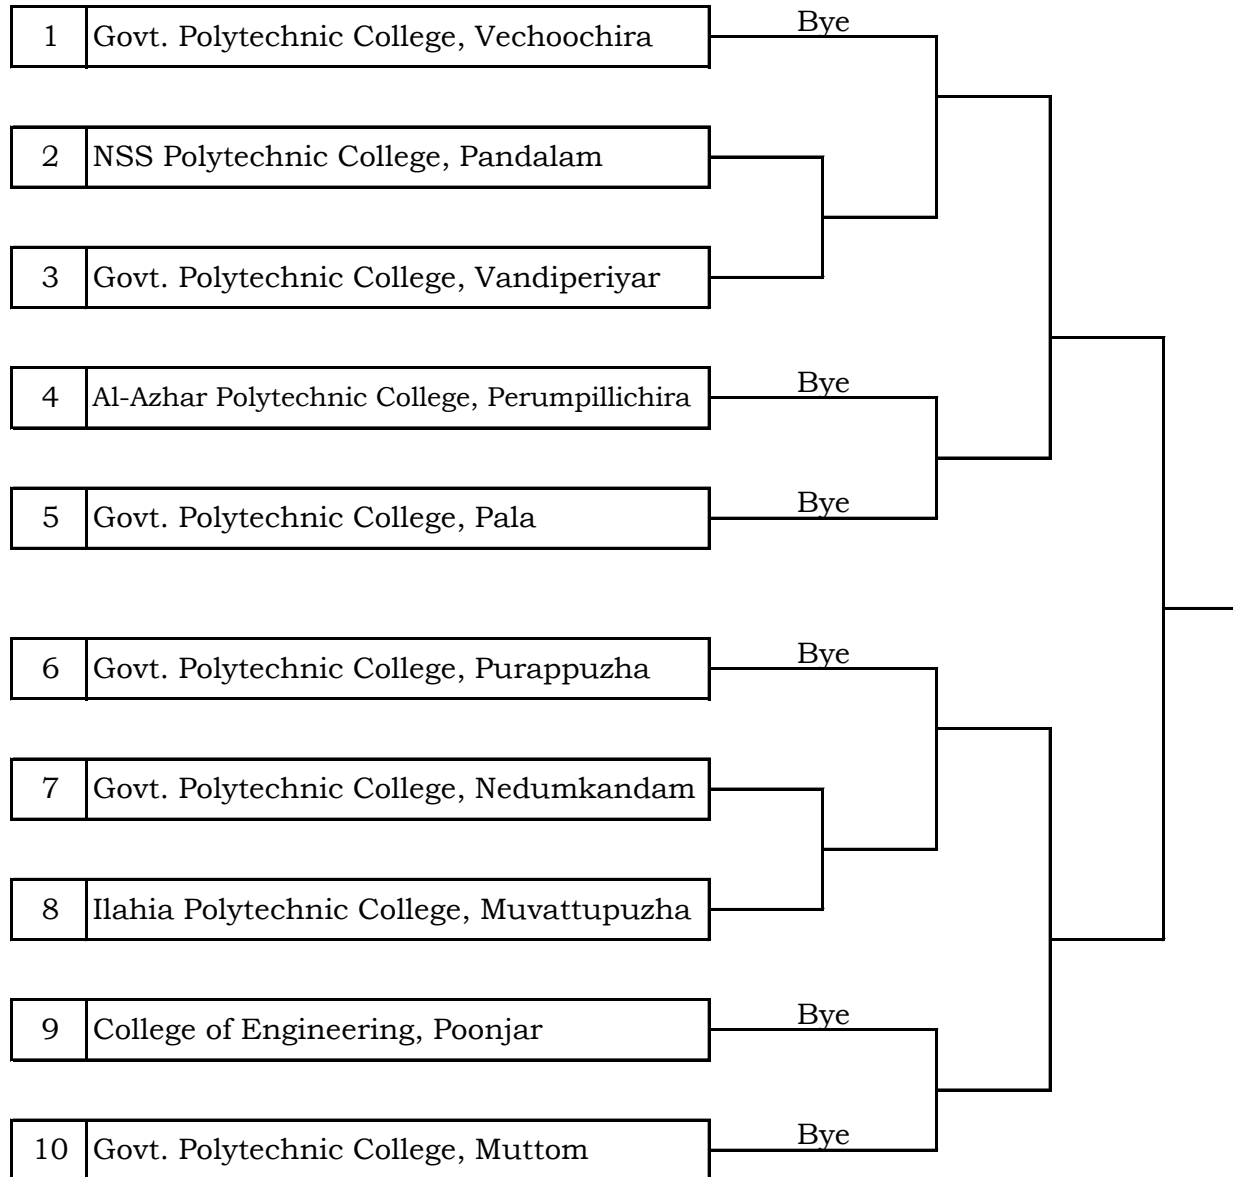 1 Govt. Polytechnic College, Vechoochira Bye
2 NSS Polytechnic College, Pandalam
3 Govt. Polytechnic College, Vandiperiyar
4 Al-Azhar Polytechnic College, Perumpillichira Bye
5 Govt. Polytechnic College, Pala Bye
6 Govt. Polytechnic College, Purappuzha Bye
7 Govt. Polytechnic College, Nedumkandam
8 Ilahia Polytechnic College, Muvattupuzha
9 College of Engineering, Poonjar Bye
10 Govt. Polytechnic College, Muttom Bye